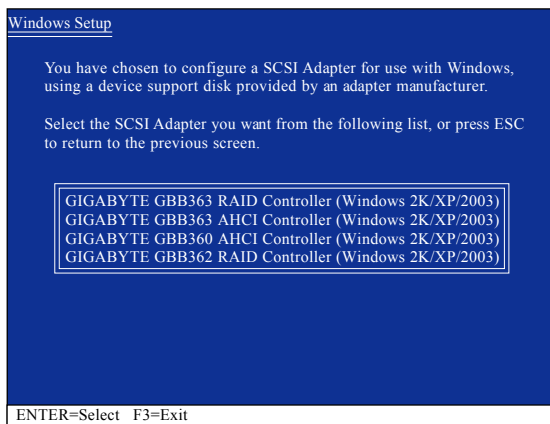 Windows Setup
You have chosen to configure a SCSI Adapter for use with Windows,
using a device support disk provided by an adapter manufacturer.
Select the SCSI Adapter you want from the following list, or press ESC
to return to the previous screen.
GIGABYTE GBB363 RAID Controller (Windows 2K/XP/2003)
GIGABYTE GBB363 AHCI Controller (Windows 2K/XP/2003)
GIGABYTE GBB360 AHCI Controller (Windows 2K/XP/2003)
GIGABYTE GBB362 RAID Controller (Windows 2K/XP/2003)
ENTER=Select F3=Exit